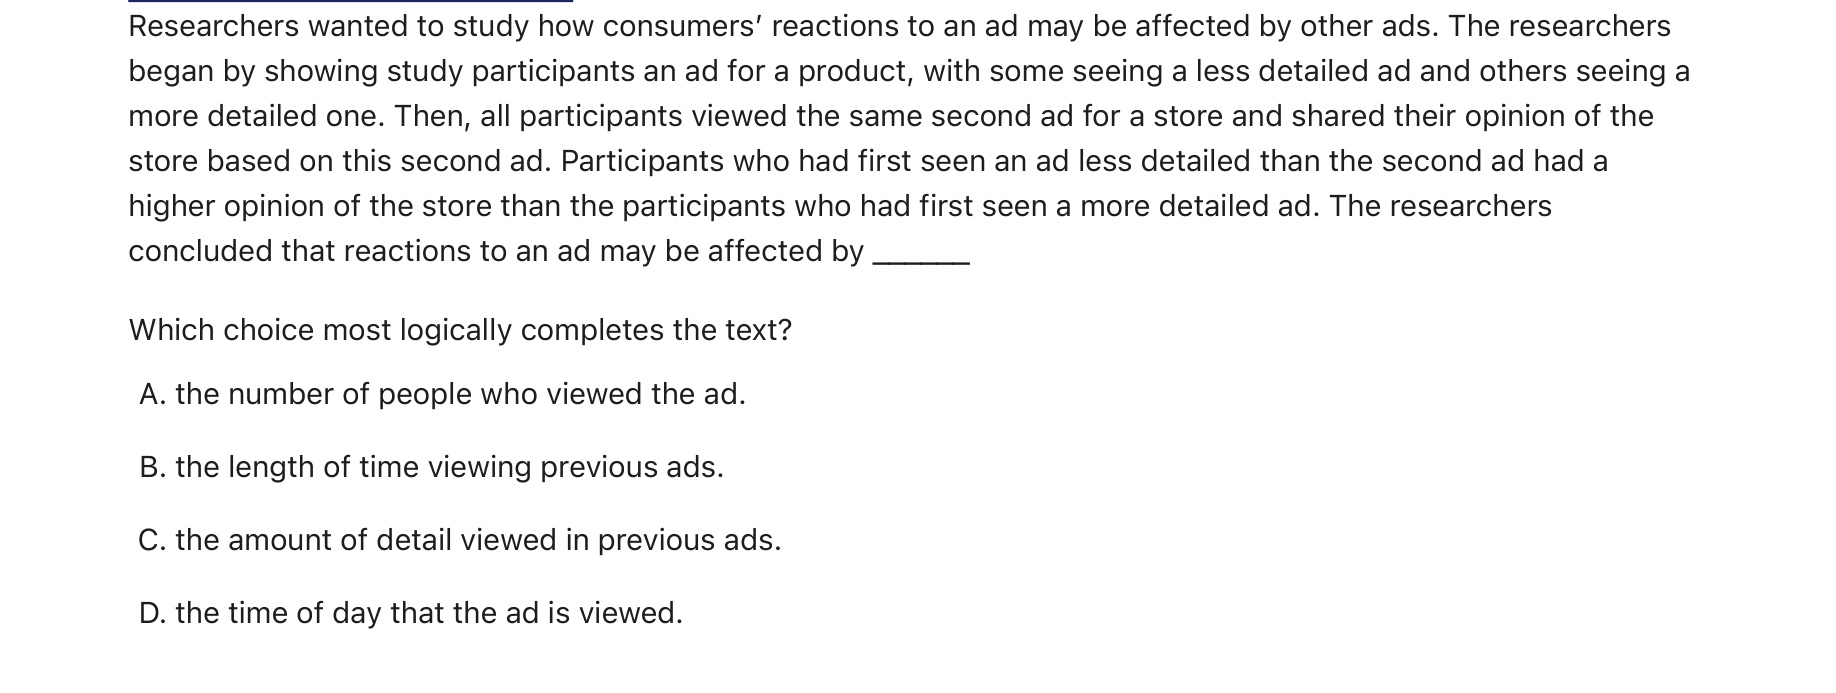 Researchers wanted to study how consumers’ reactions to an ad may be affected by other ads. The researchers
began by showing study participants an ad for a product, with some seeing a less detailed ad and others seeing a
more detailed one. Then, all participants viewed the same second ad for a store and shared their opinion of the
store based on this second ad. Participants who had first seen an ad less detailed than the second ad had a
higher opinion of the store than the participants who had first seen a more detailed ad. The researchers
concluded that reactions to an ad may be affected by ______
Which choice most logically completes the text?
A. the number of people who viewed the ad.
B. the length of time viewing previous ads.
C. the amount of detail viewed in previous ads.
D. the time of day that the ad is viewed.